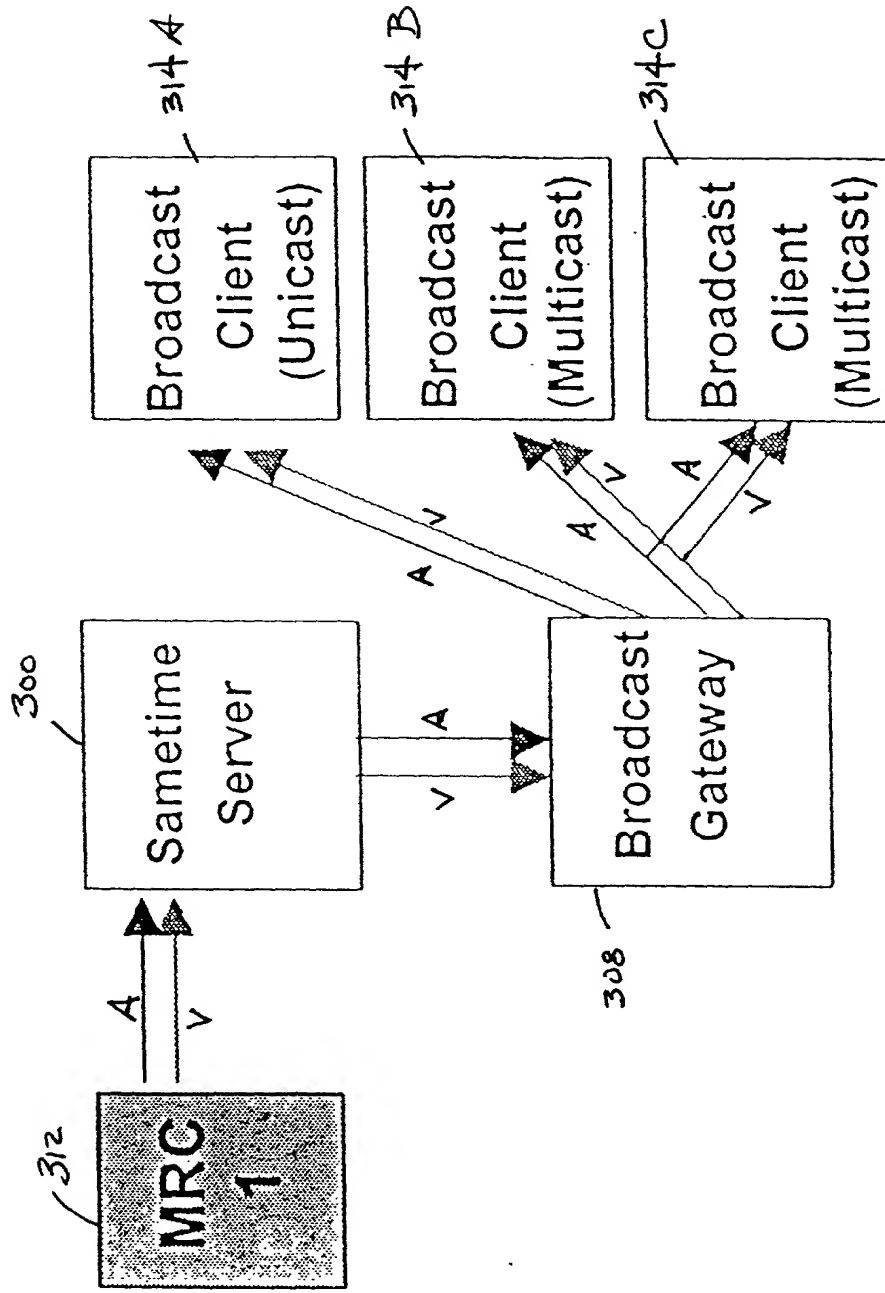 312
MRC
1
A
V
300
Sametime
Server
V
A
308
Broadcast
Gateway
A
V
A
V
A
V
314 A
Broadcast
Client
(Unicast)
314 B
Broadcast
Client
(Multicast)
314C
Broadcast
Client
(Multicast)